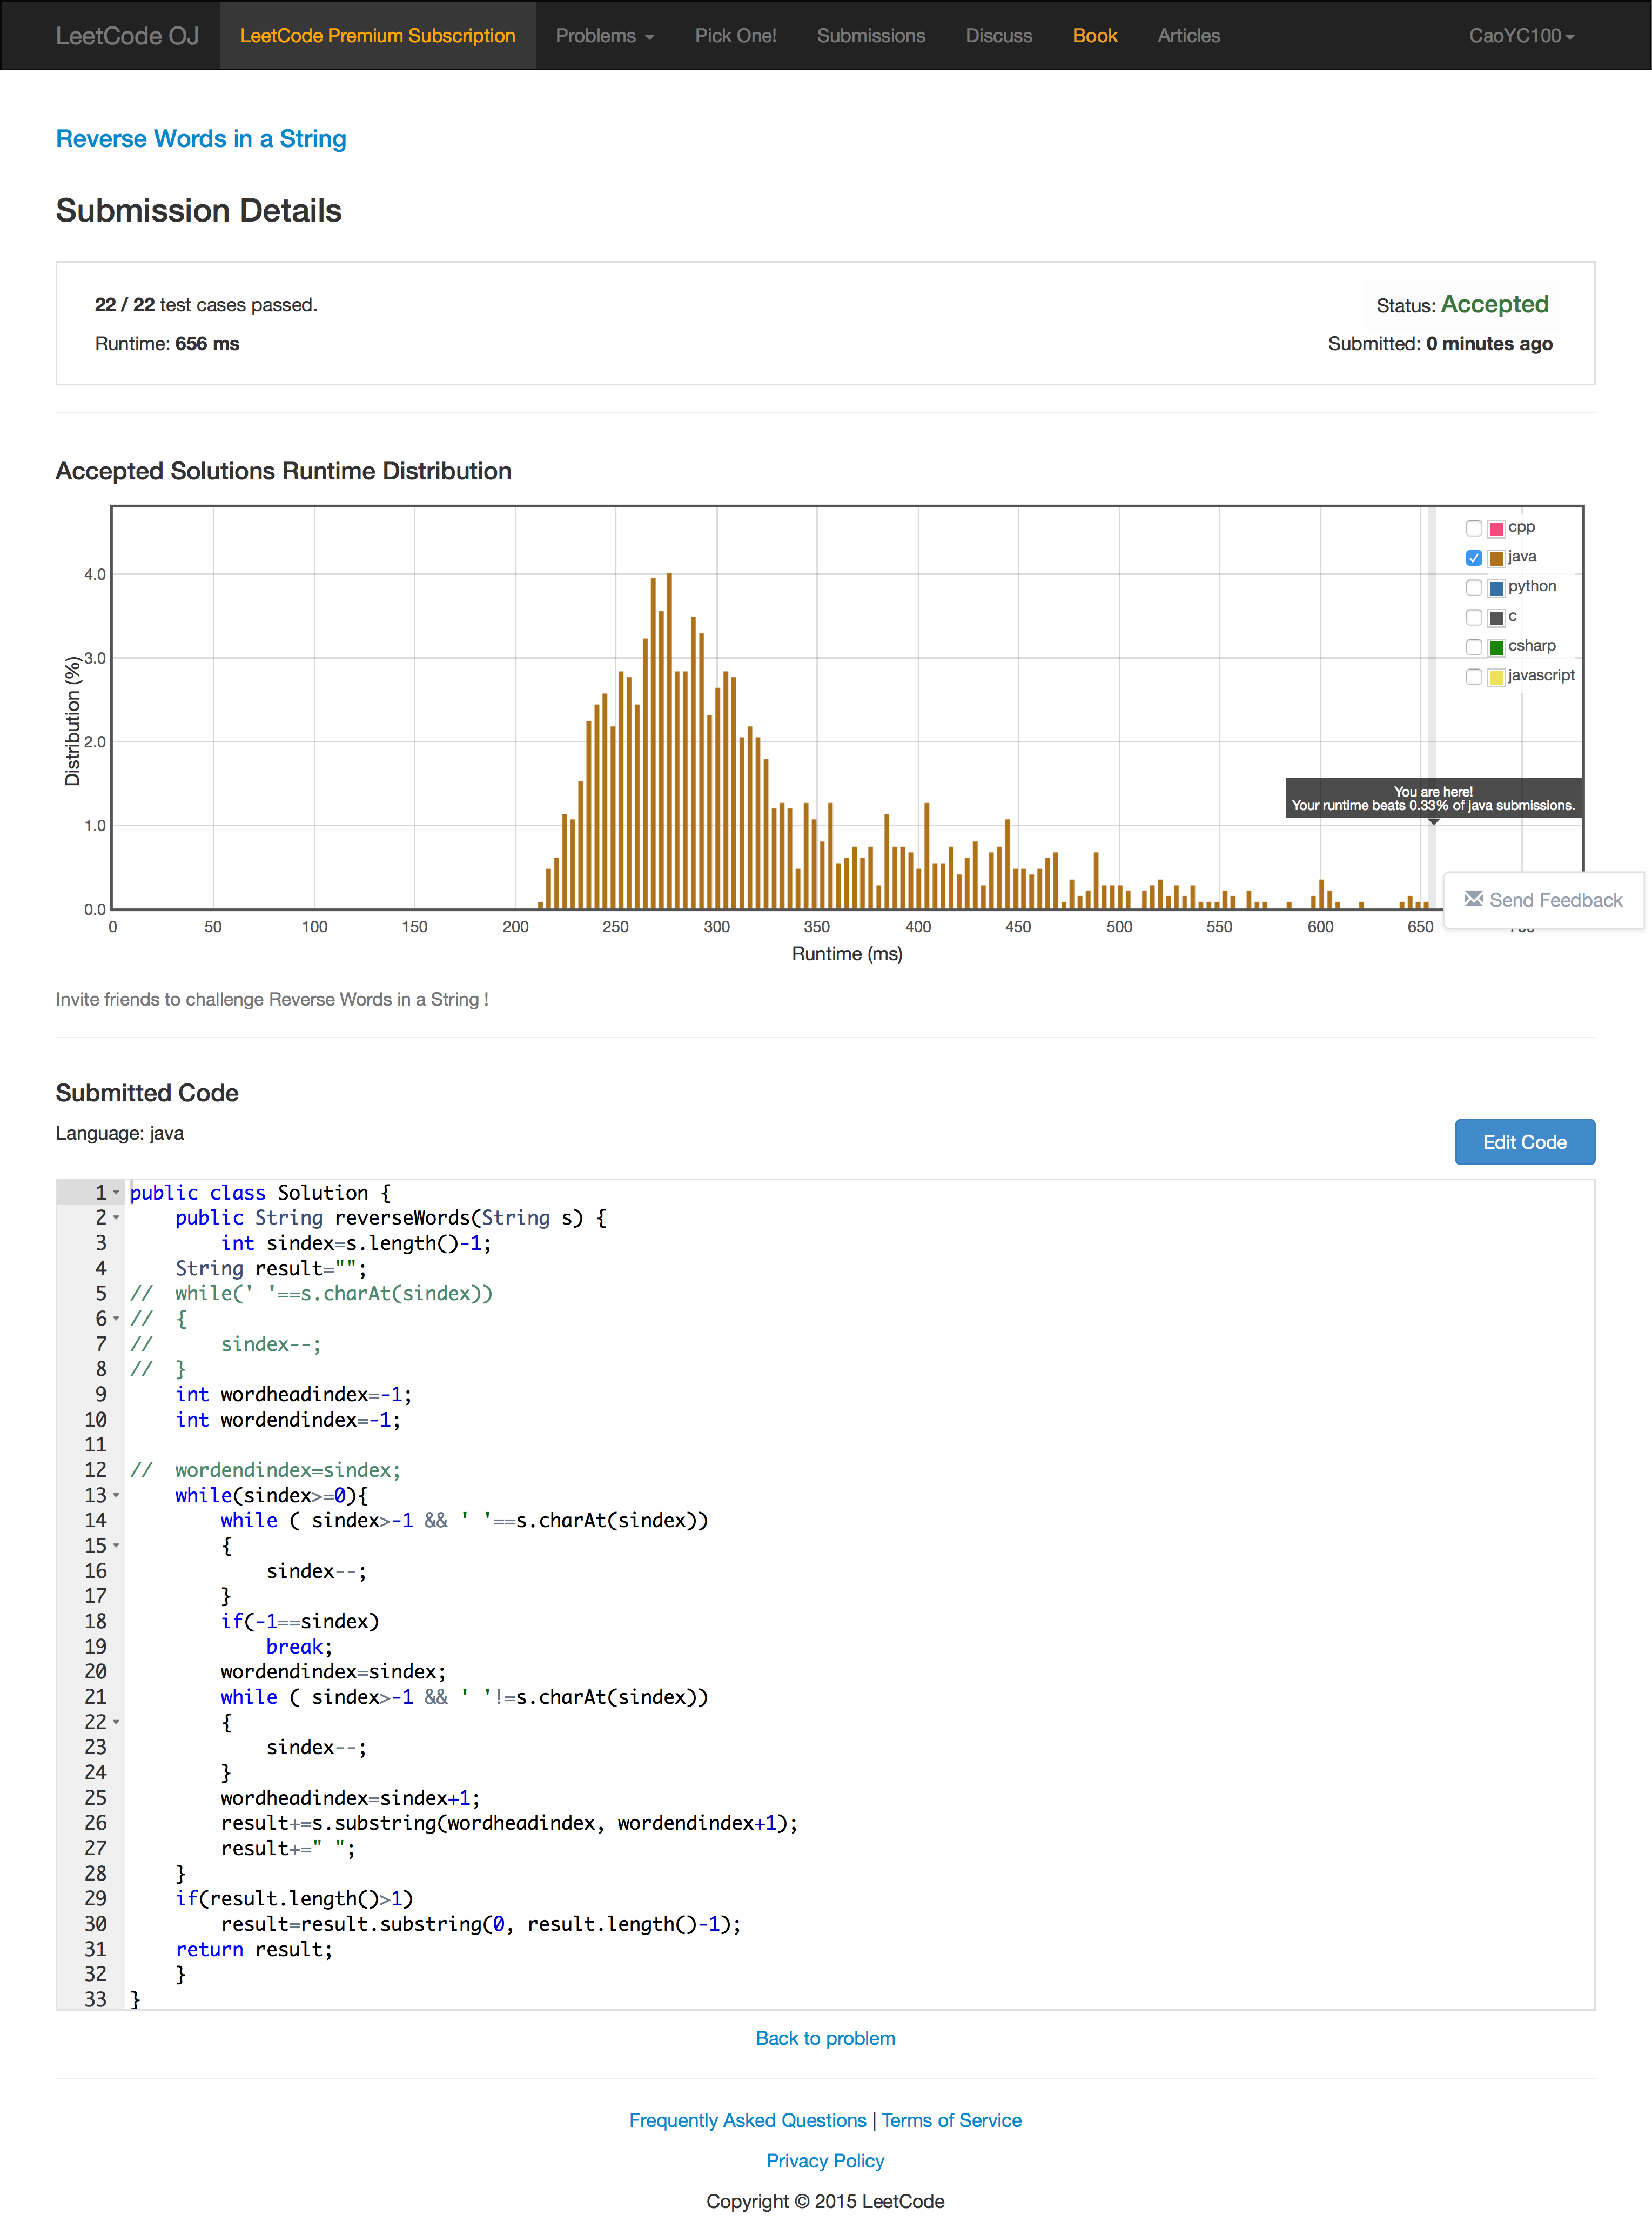 LeetCode OJ LeetCode Premium Subscription Problems Pick One! Submissions Discuss Book Articles CaoYC100
Reverse Words in a String
Submission Details
22 / 22 test cases passed. Status: Accepted
Runtime: 656 ms Submitted: 0 minutes ago
Accepted Solutions Runtime Distribution
cpp
java
python
c
csharp
javascript
4.0
3.0
2.0
1.0
0.0
Distribution (%)
You are here!
Your runtime beats 0.33% of java submissions.
Send Feedback
0 50 100 150 200 250 300 350 400 450 500 550 600 650
Runtime (ms)
Invite friends to challenge Reverse Words in a String !
Submitted Code
Language: java
Edit Code
1 public class Solution {
2     public String reverseWords(String s) {
3         int sindex=s.length()-1;
4     String result="";
5 //  while(' '==s.charAt(sindex))
6 //  {
7 //      sindex--;
8 //  }
9     int wordheadindex=-1;
10     int wordendindex=-1;
11
12 //  wordendindex=sindex;
13     while(sindex>=0){
14         while ( sindex>-1 && ' '==s.charAt(sindex))
15         {
16             sindex--;
17         }
18         if(-1==sindex)
19             break;
20         wordendindex=sindex;
21         while ( sindex>-1 && ' '!=s.charAt(sindex))
22         {
23             sindex--;
24         }
25         wordheadindex=sindex+1;
26         result+=s.substring(wordheadindex, wordendindex+1);
27         result+=" ";
28     }
29     if(result.length()>1)
30         result=result.substring(0, result.length()-1);
31     return result;
32     }
33 }
Back to problem
Frequently Asked Questions | Terms of Service
Privacy Policy
Copyright © 2015 LeetCode